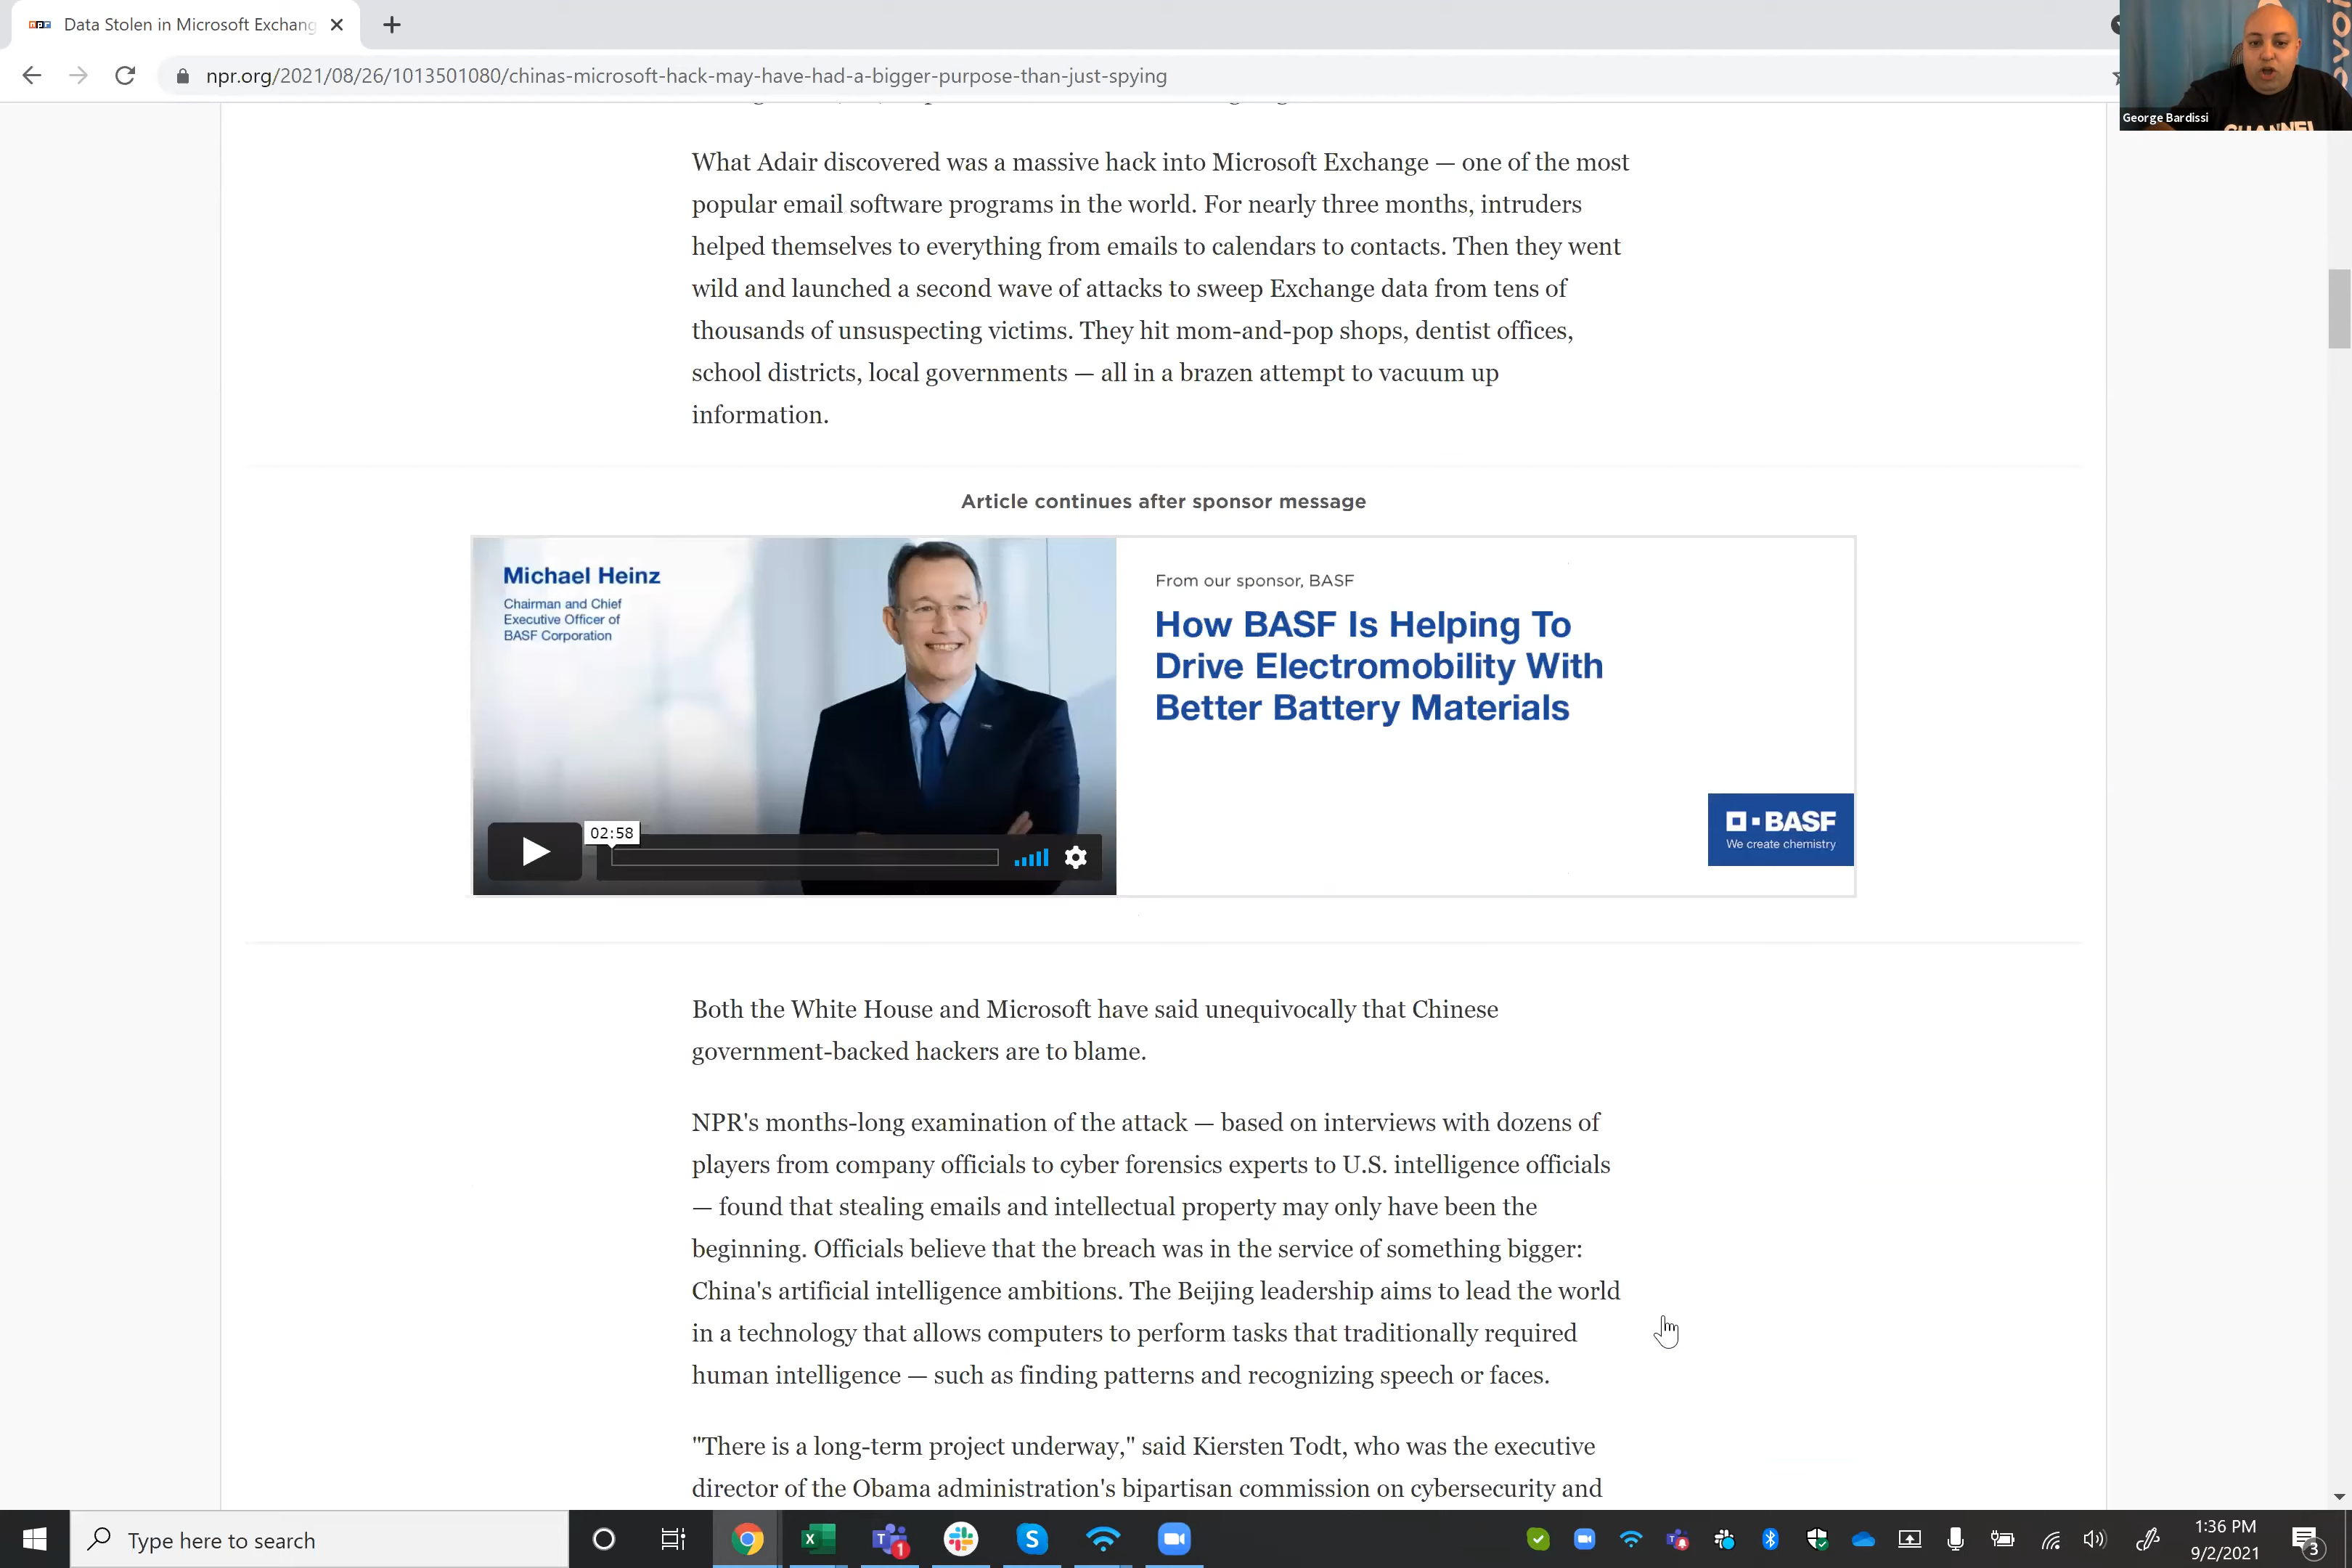 npr
Data Stolen in Microsoft Exchang
npr.org/2021/08/26/1013501080/chinas-microsoft-hack-may-have-had-a-bigger-purpose-than-just-spying
George Bardissi
CHANNEL
What Adair discovered was a massive hack into Microsoft Exchange — one of the most
popular email software programs in the world. For nearly three months, intruders
helped themselves to everything from emails to calendars to contacts. Then they went
wild and launched a second wave of attacks to sweep Exchange data from tens of
thousands of unsuspecting victims. They hit mom-and-pop shops, dentist offices,
school districts, local governments — all in a brazen attempt to vacuum up
information.
Article continues after sponsor message
Michael Heinz
Chairman and Chief
Executive Officer of
BASF Corporation
02:58
From our sponsor, BASF
How BASF Is Helping To
Drive Electromobility With
Better Battery Materials
BASF
We create chemistry
Both the White House and Microsoft have said unequivocally that Chinese
government-backed hackers are to blame.
NPR's months-long examination of the attack — based on interviews with dozens of
players from company officials to cyber forensics experts to U.S. intelligence officials
— found that stealing emails and intellectual property may only have been the
beginning. Officials believe that the breach was in the service of something bigger:
China's artificial intelligence ambitions. The Beijing leadership aims to lead the world
in a technology that allows computers to perform tasks that traditionally required
human intelligence — such as finding patterns and recognizing speech or faces.
"There is a long-term project underway," said Kiersten Todt, who was the executive
director of the Obama administration's bipartisan commission on cybersecurity and
Type here to search
1
1:36 PM
9/2/2021
3